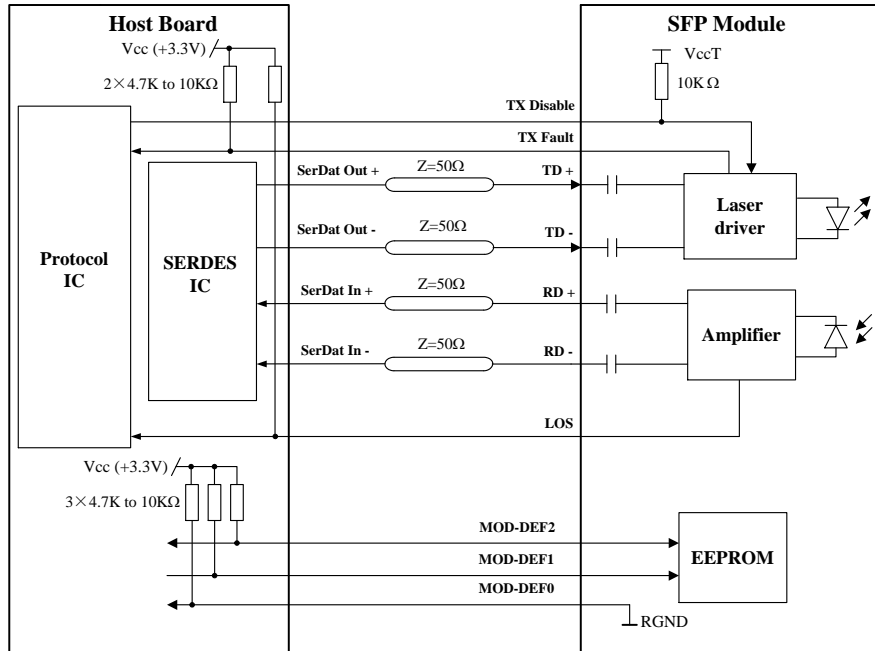 Host Board
SFP Module
Vcc (+3.3V)
VccT
2×4.7K to 10KΩ
10KΩ
TX Disable
TX Fault
SerDat Out +
Z=50Ω
TD +
Laser
driver
SerDat Out -
Z=50Ω
TD -
Protocol
IC
SERDES
IC
SerDat In +
Z=50Ω
RD +
Amplifier
SerDat In -
Z=50Ω
RD -
LOS
Vcc (+3.3V)
3×4.7K to 10KΩ
MOD-DEF2
EEPROM
MOD-DEF1
MOD-DEF0
RGND